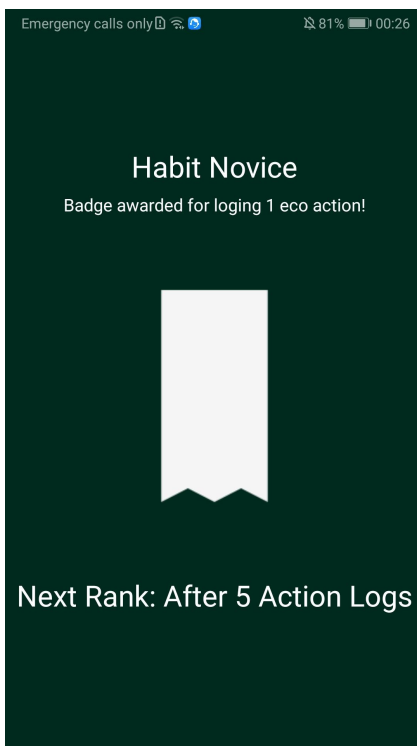 Emergency calls only
81% 00:26
Habit Novice
Badge awarded for loging 1 eco action!
Next Rank: After 5 Action Logs